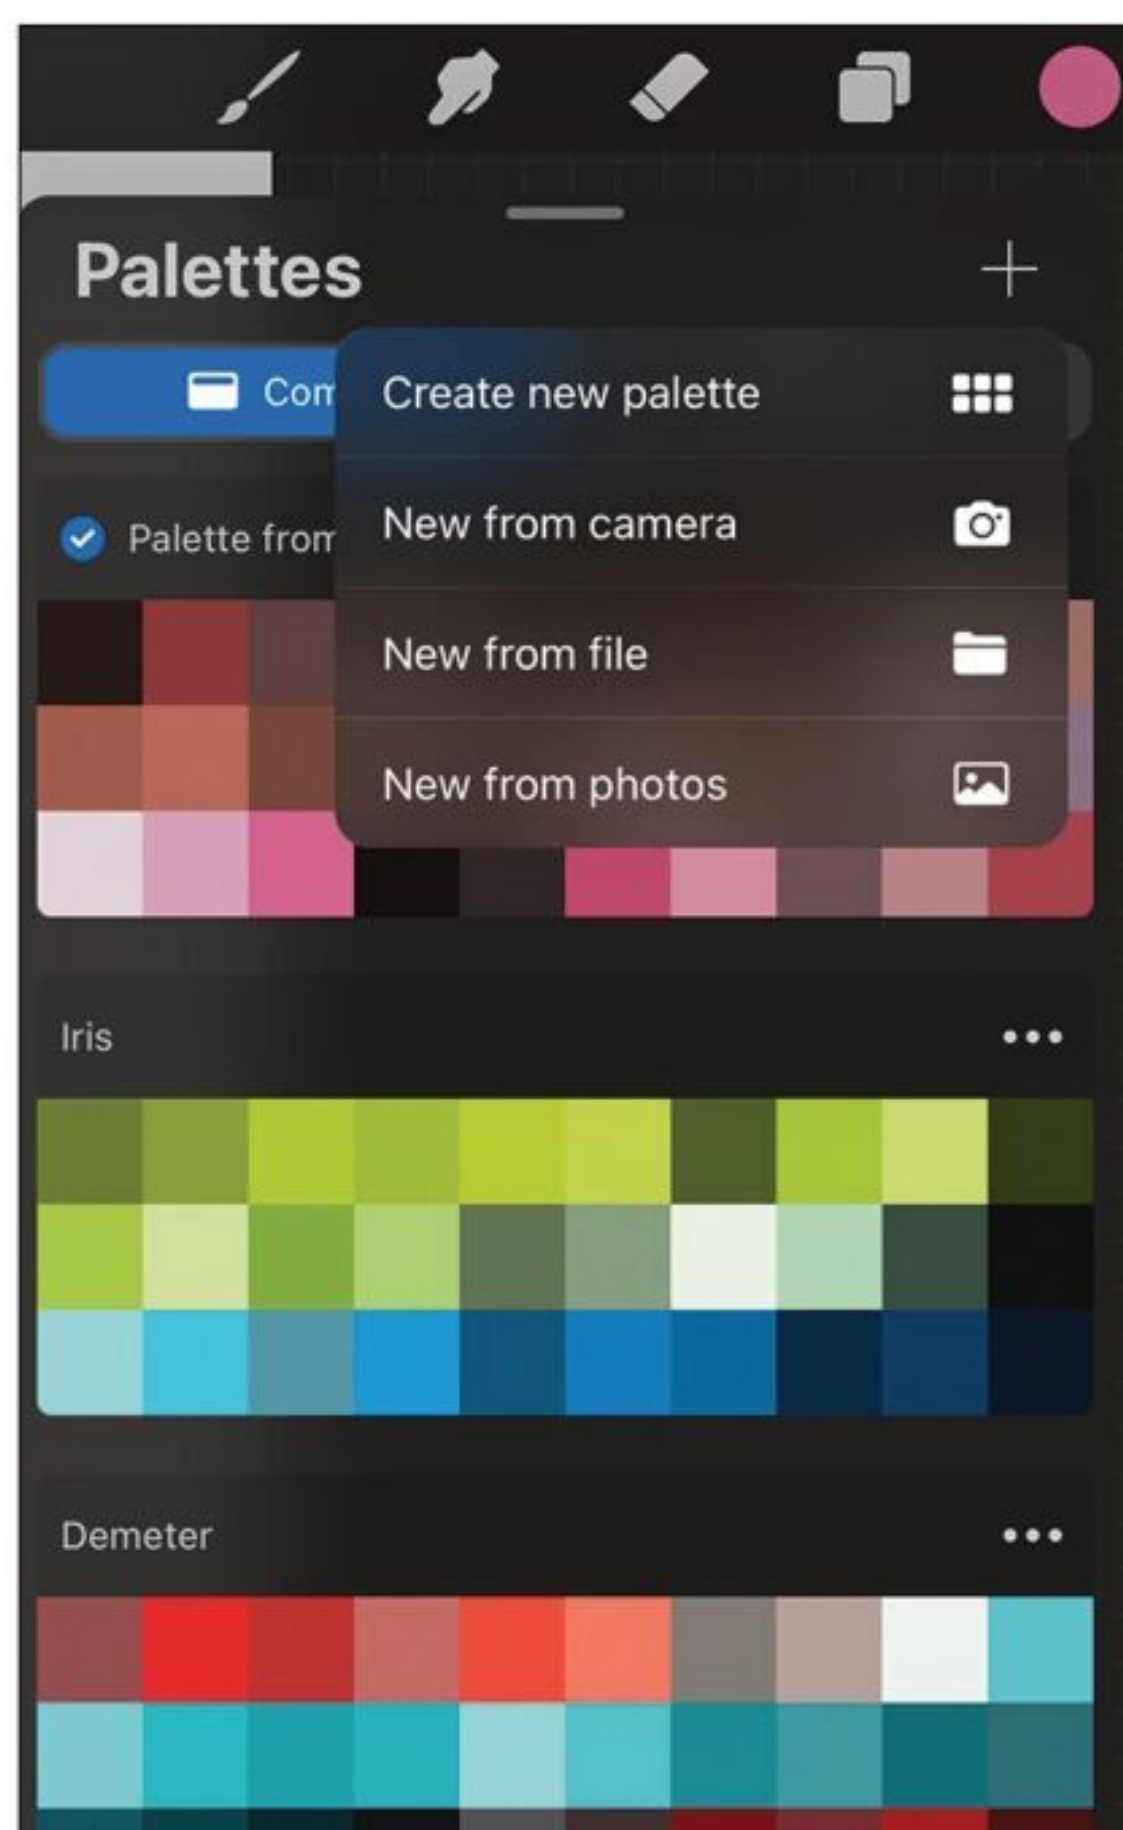 Palettes
Com
Create new palette
Palette from
New from camera
New from file
New from photos
Iris
Demeter